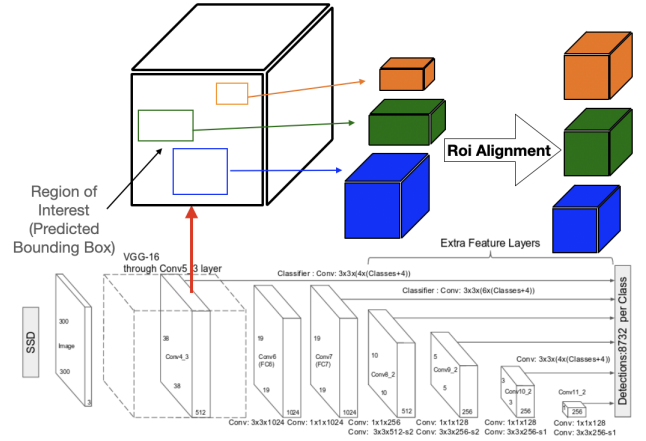 Roi Alignment
Region of
Interest
(Predicted
Bounding Box)
VGG-16
through Conv5_3 layer
Extra Feature Layers
Classifier : Conv: 3x3x(4x(Classes+4))
Classifier : Conv: 3x3x(6x(Classes+4))
Conv: 3x3x(4x(Classes+4))
SSD
300
Image
300
3
38
Conv4_3
38
512
19
Conv6
(FC6)
19
1024
19
Conv7
(FC7)
19
1024
10
Conv8_2
10
512
5
Conv9_2
5
256
3
Conv10_2
3
256
Conv11_2
256
Detections:8732 per Class
Conv: 3x3x1024
Conv: 1x1x1024
Conv: 1x1x256
Conv: 3x3x512-s2
Conv: 1x1x128
Conv: 3x3x256-s2
Conv: 1x1x128
Conv: 3x3x256-s1
Conv: 1x1x128
Conv: 3x3x256-s1